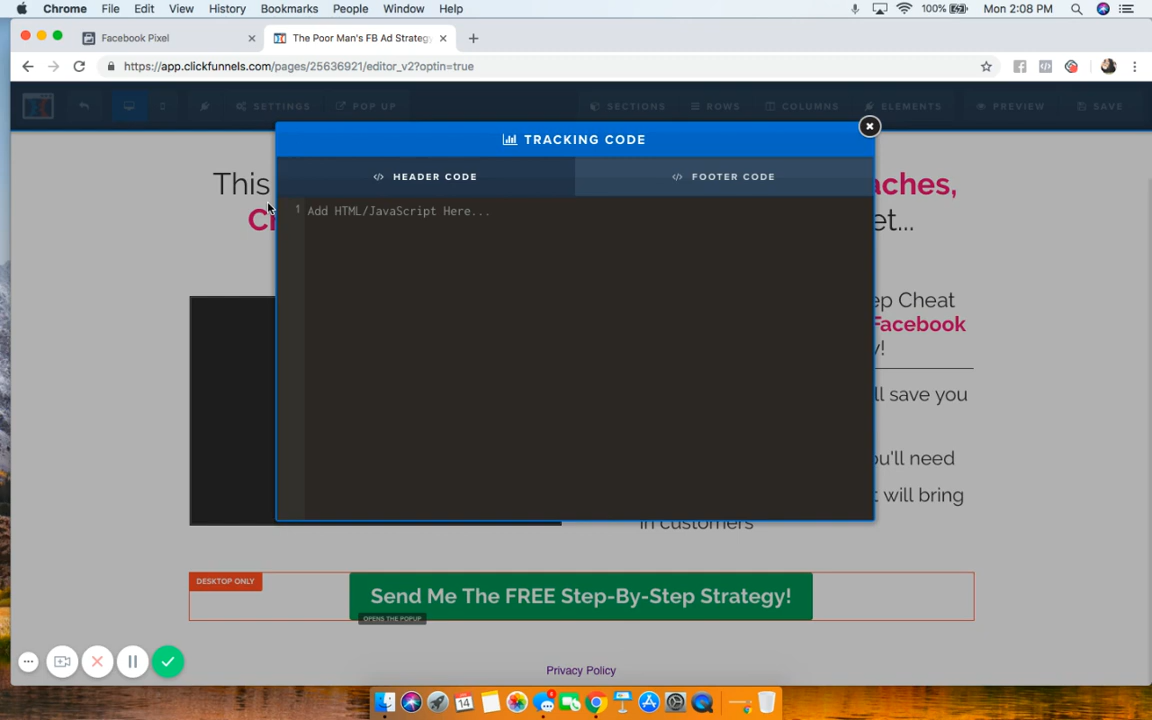 Chrome File Edit View History Bookmarks People Window Help 100% Mon 2:08 PM
Facebook Pixel
The Poor Man's FB Ad Strategy
https://app.clickfunnels.com/pages/25636921/editor_v2?optin=true
SETTINGS POP UP SECTIONS ROWS COLUMNS ELEMENTS PREVIEW SAVE
TRACKING CODE
</> HEADER CODE
</> FOOTER CODE
1 Add HTML/JavaScript Here...
This
aches,
et...
ep Cheat
Facebook
y!
ll save you
ou'll need
t will bring
in customers
DESKTOP ONLY
Send Me The FREE Step-By-Step Strategy!
OPENS THE POPUP
Privacy Policy
14